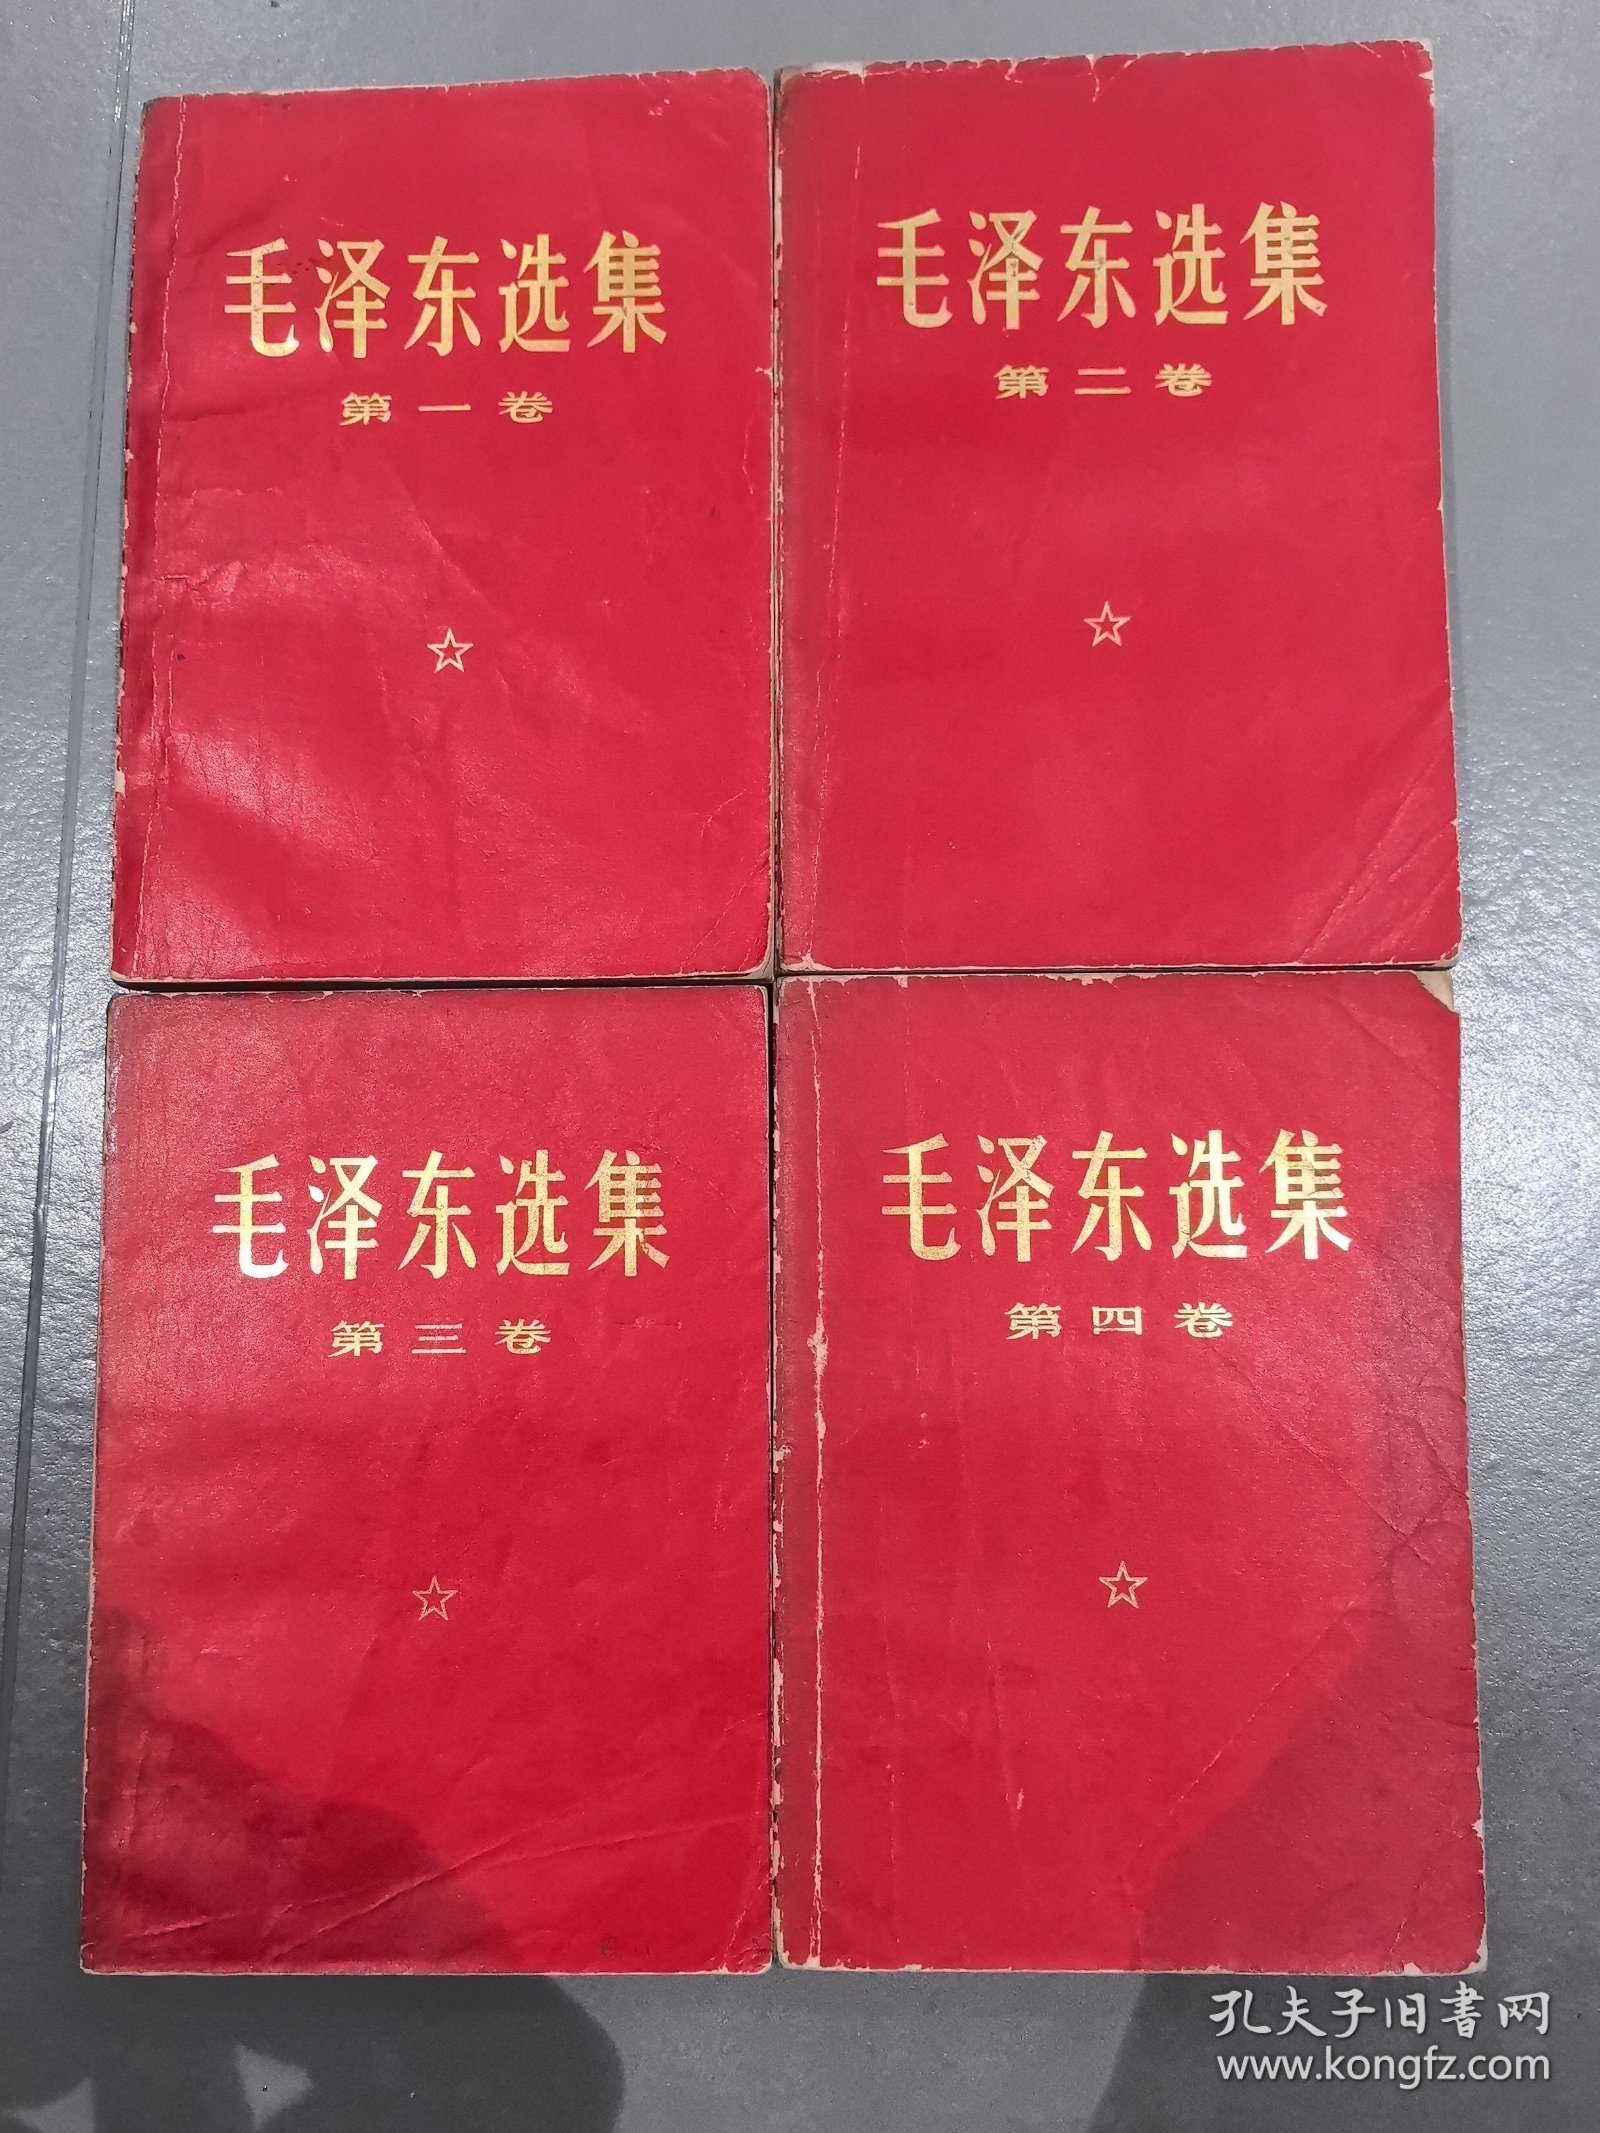 毛泽东选集
第一卷
毛泽东选集
第二卷
毛泽东选集
第三卷
毛泽东选集
第四卷
孔夫子旧书网
www.kongfz.com